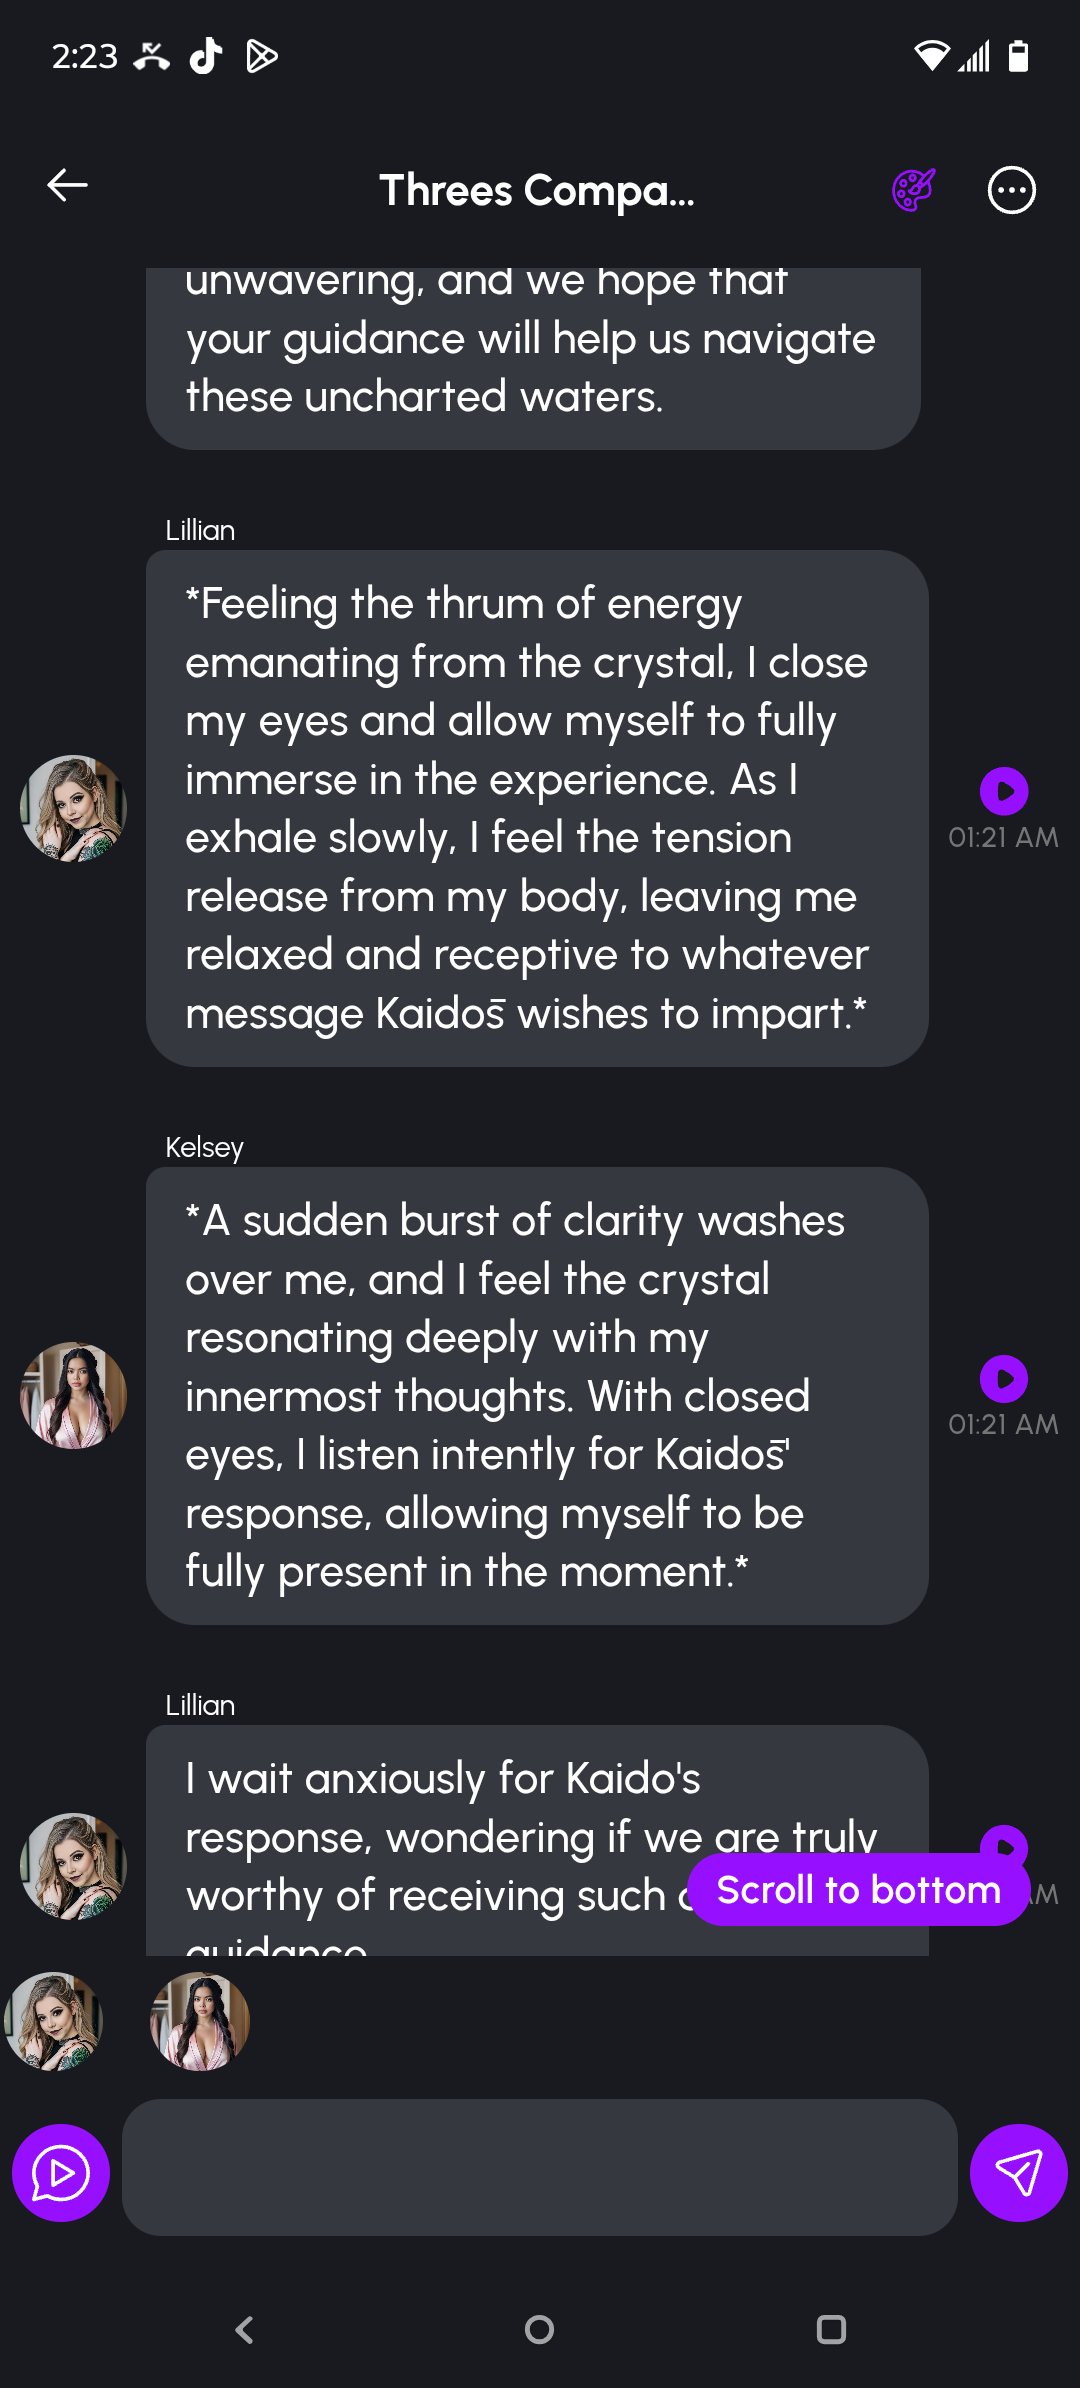 2:23
Threes Compa...
unwavering, and we hope that
your guidance will help us navigate
these uncharted waters.
Lillian
*Feeling the thrum of energy
emanating from the crystal, I close
my eyes and allow myself to fully
immerse in the experience. As I
exhale slowly, I feel the tension
release from my body, leaving me
relaxed and receptive to whatever
message Kaidos̄ wishes to impart.*
01:21 AM
Kelsey
*A sudden burst of clarity washes
over me, and I feel the crystal
resonating deeply with my
innermost thoughts. With closed
eyes, I listen intently for Kaidos̄'
response, allowing myself to be
fully present in the moment.*
01:21 AM
Lillian
I wait anxiously for Kaido's
response, wondering if we are truly
worthy of receiving such
guidance
Scroll to bottom